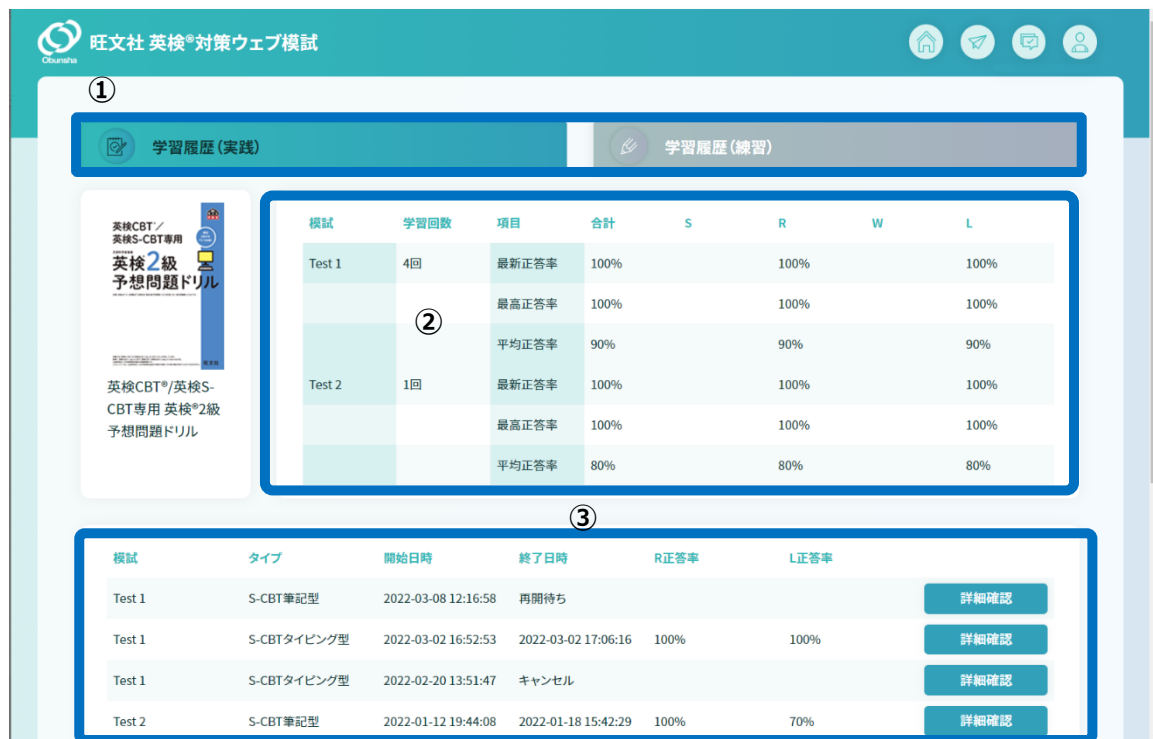 Obunsha
旺文社 英検®対策ウェブ模試
①
学習履歴(実践)
学習履歴(練習)
英検CBT®/
英検S-CBT専用
英検2級
予想問題ドリル
旺文社
英検CBT®/英検S-
CBT専用 英検®2級
予想問題ドリル
模試 学習回数 項目 合計 S R W L
Test 1 4回 最新正答率 100% 100% 100%
最高正答率 100% 100% 100%
②
平均正答率 90% 90% 90%
Test 2 1回 最新正答率 100% 100% 100%
最高正答率 100% 100% 100%
平均正答率 80% 80% 80%
③
模試 タイプ 開始日時 終了日時 R正答率 L正答率
Test 1 S-CBT筆記型 2022-03-08 12:16:58 再開待ち 詳細確認
Test 1 S-CBTタイピング型 2022-03-02 16:52:53 2022-03-02 17:06:16 100% 100% 詳細確認
Test 1 S-CBTタイピング型 2022-02-20 13:51:47 キャンセル 詳細確認
Test 2 S-CBT筆記型 2022-01-12 19:44:08 2022-01-18 15:42:29 100% 70% 詳細確認